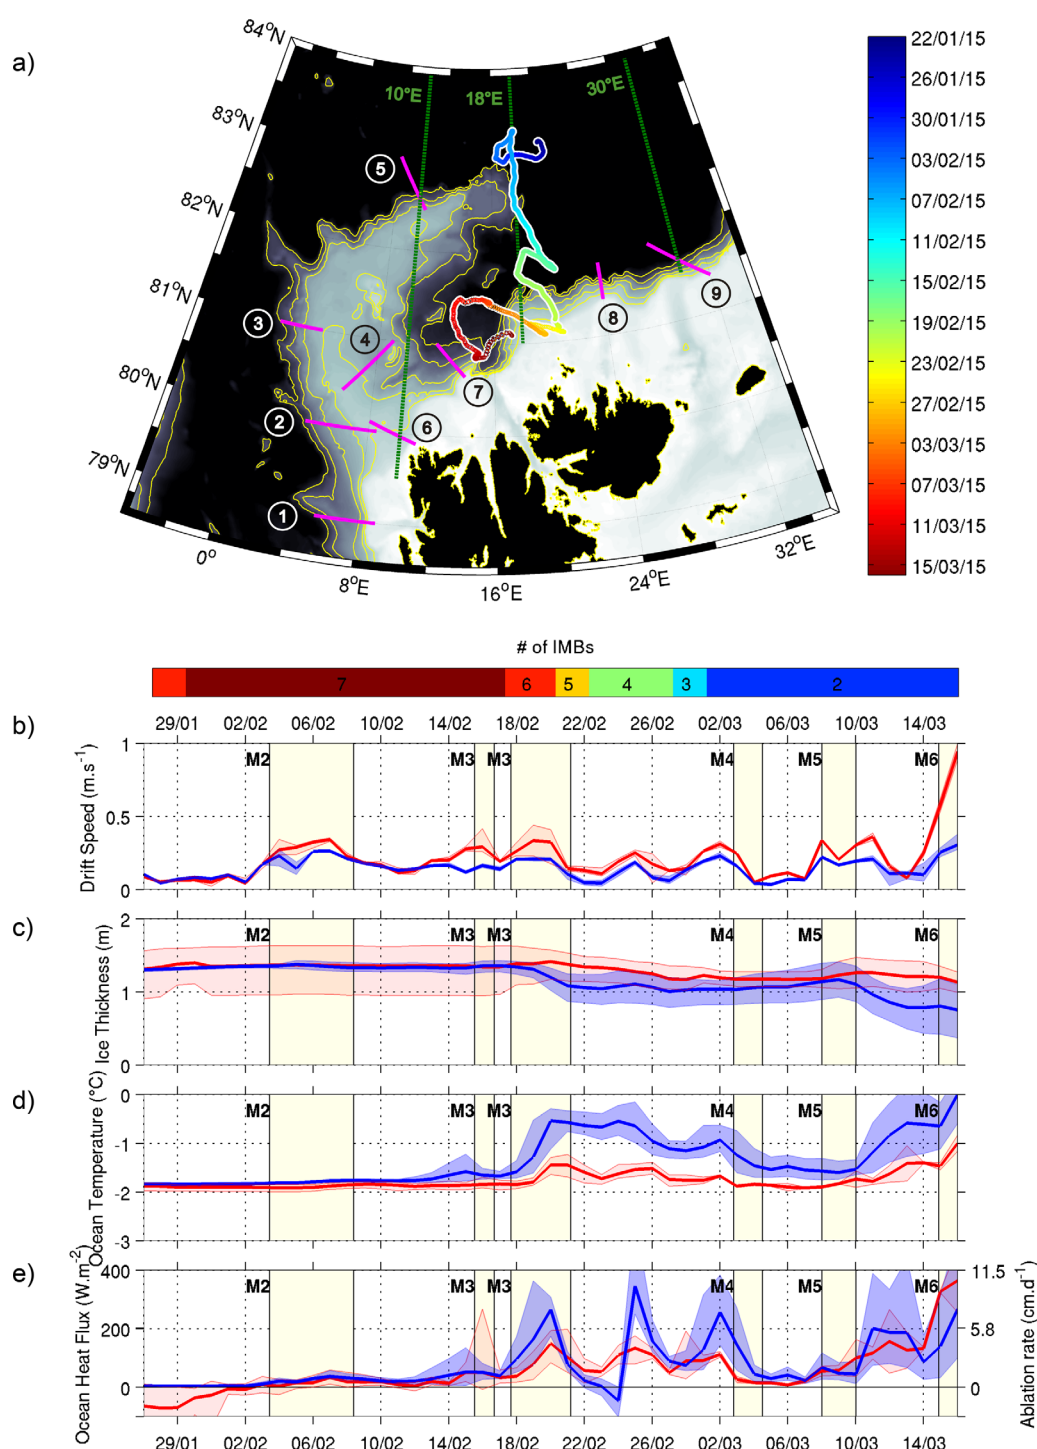 a)
84°N
83°N
82°N
81°N
80°N
79°N
10°E
18°E
30°E
5
3
4
2
1
6
7
8
9
0°
8°E
16°E
24°E
32°E
22/01/15
26/01/15
30/01/15
03/02/15
07/02/15
11/02/15
15/02/15
19/02/15
23/02/15
27/02/15
03/03/15
07/03/15
11/03/15
15/03/15
# of IMBs
7 6 5 4 3 2
29/01 02/02 06/02 10/02 14/02 18/02 22/02 26/02 02/03 06/03 10/03 14/03
b)
Drift Speed (m.s⁻¹)
1
0.5
0
M2 M3 M3 M4 M5 M6
c)
Ice Thickness (m)
2
1
0
M2 M3 M3 M4 M5 M6
d)
Ocean Temperature (°C)
0
-1
-2
-3
M2 M3 M3 M4 M5 M6
e)
Ocean Heat Flux (W.m⁻²)
400
200
0
M2 M3 M3 M4 M5 M6
11.5
5.8
0
Ablation rate (cm.d⁻¹)
29/01 02/02 06/02 10/02 14/02 18/02 22/02 26/02 02/03 06/03 10/03 14/03